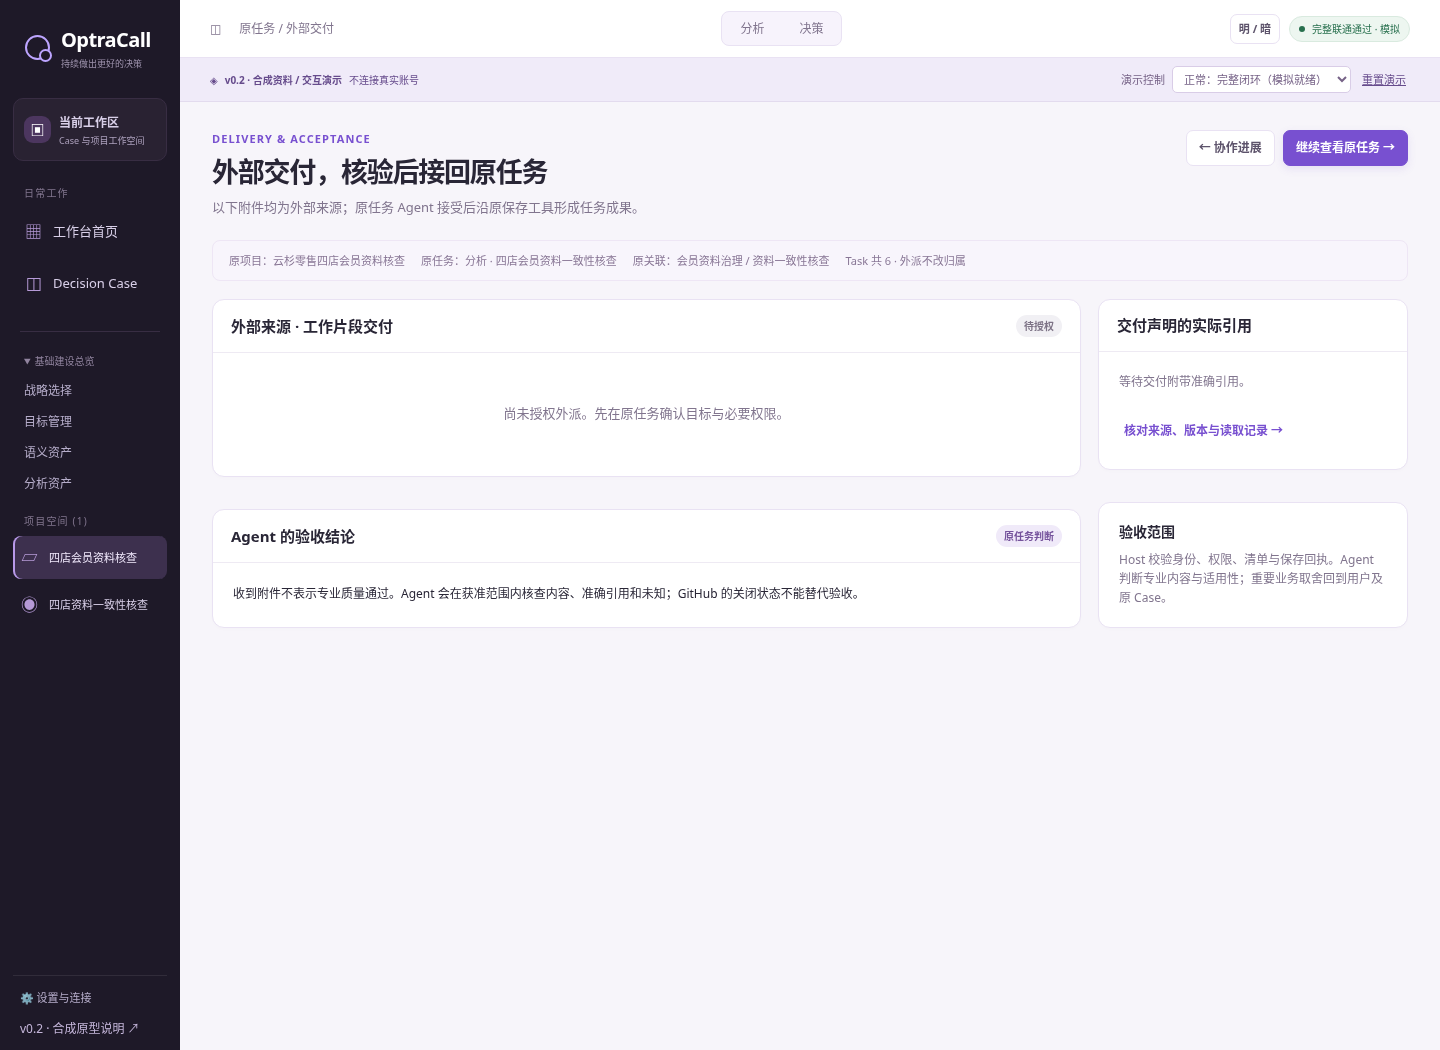 OptraCall
持续做出更好的决策
当前工作区
Case 与项目工作空间
日常工作
工作台首页
Decision Case
▼ 基础建设总览
战略选择
目标管理
语义资产
分析资产
项目空间 (1)
四店会员资料核查
四店资料一致性核查
设置与连接
v0.2 · 合成原型说明 ↗
原任务 / 外部交付
分析
决策
明 / 暗
完整联通通过 · 模拟
◈ v0.2 · 合成资料 / 交互演示 不连接真实账号
演示控制
正常：完整闭环（模拟就绪）
重置演示
DELIVERY & ACCEPTANCE
外部交付，核验后接回原任务
以下附件均为外部来源；原任务 Agent 接受后沿原保存工具形成任务成果。
← 协作进展
继续查看原任务 →
原项目：云杉零售四店会员资料核查 原任务：分析 · 四店会员资料一致性核查 原关联：会员资料治理 / 资料一致性核查 Task 共 6 · 外派不改归属
外部来源 · 工作片段交付
待授权
尚未授权外派。先在原任务确认目标与必要权限。
交付声明的实际引用
等待交付附带准确引用。
核对来源、版本与读取记录 →
Agent 的验收结论
原任务判断
收到附件不表示专业质量通过。Agent 会在获准范围内核查内容、准确引用和未知；GitHub 的关闭状态不能替代验收。
验收范围
Host 校验身份、权限、清单与保存回执。Agent
判断专业内容与适用性；重要业务取舍回到用户及
原 Case。